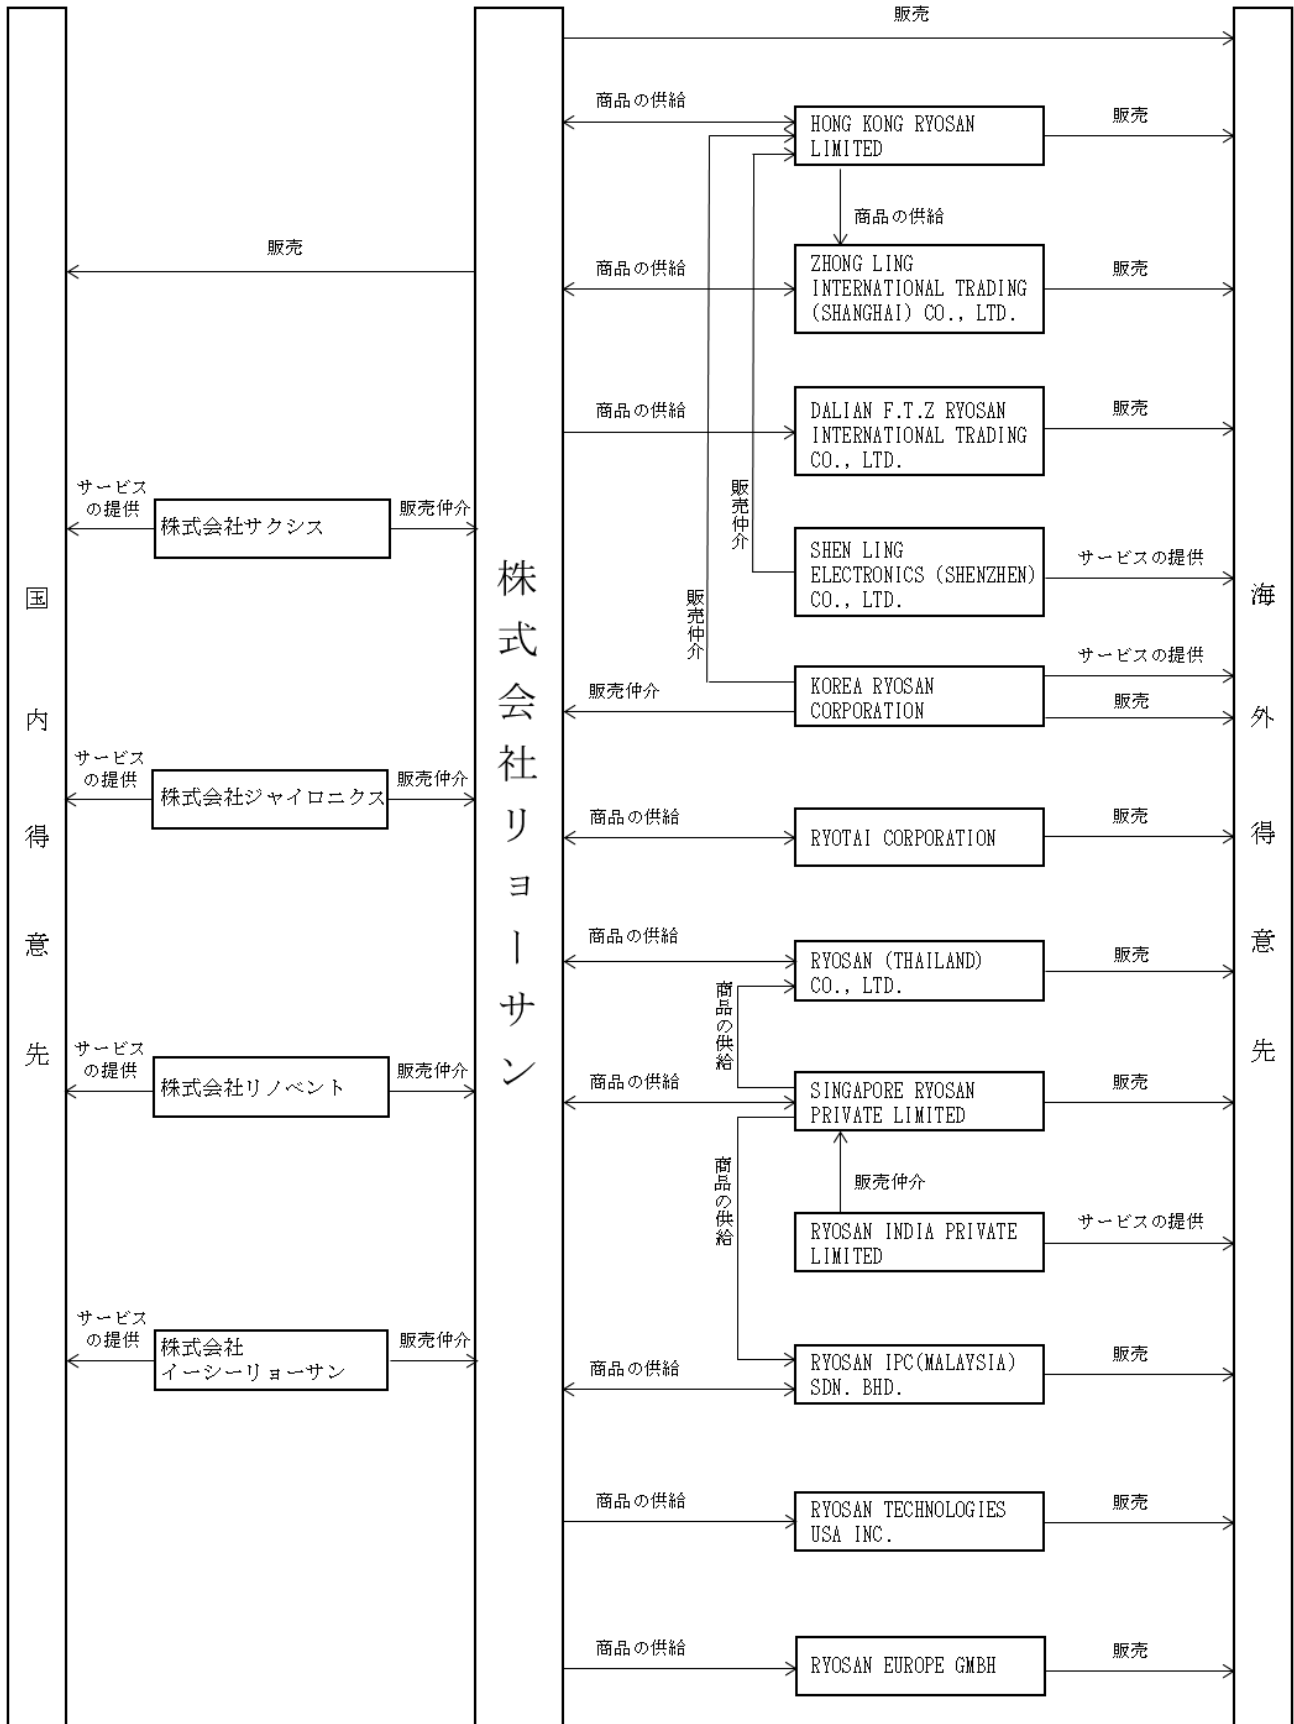 国内得意先
販売
サービス
の提供
株式会社サクシス
販売仲介
サービス
の提供
株式会社ジャイロニクス
販売仲介
サービス
の提供
株式会社リノベント
販売仲介
サービス
の提供
株式会社
イーシーリョーサン
販売仲介
株式会社リョーサン
販売
商品の供給
HONG KONG RYOSAN
LIMITED
販売
商品の供給
商品の供給
ZHONG LING
INTERNATIONAL TRADING
(SHANGHAI) CO., LTD.
販売
商品の供給
DALIAN F.T.Z RYOSAN
INTERNATIONAL TRADING
CO., LTD.
販売
販売仲介
SHEN LING
ELECTRONICS (SHENZHEN)
CO., LTD.
サービスの提供
販売仲介
販売仲介
KOREA RYOSAN
CORPORATION
サービスの提供
販売
商品の供給
RYOTAI CORPORATION
販売
商品の供給
RYOSAN (THAILAND)
CO., LTD.
販売
商品の供給
商品の供給
SINGAPORE RYOSAN
PRIVATE LIMITED
販売
商品の供給
販売仲介
RYOSAN INDIA PRIVATE
LIMITED
サービスの提供
商品の供給
RYOSAN IPC(MALAYSIA)
SDN. BHD.
販売
商品の供給
RYOSAN TECHNOLOGIES
USA INC.
販売
商品の供給
RYOSAN EUROPE GMBH
販売
海外得意先